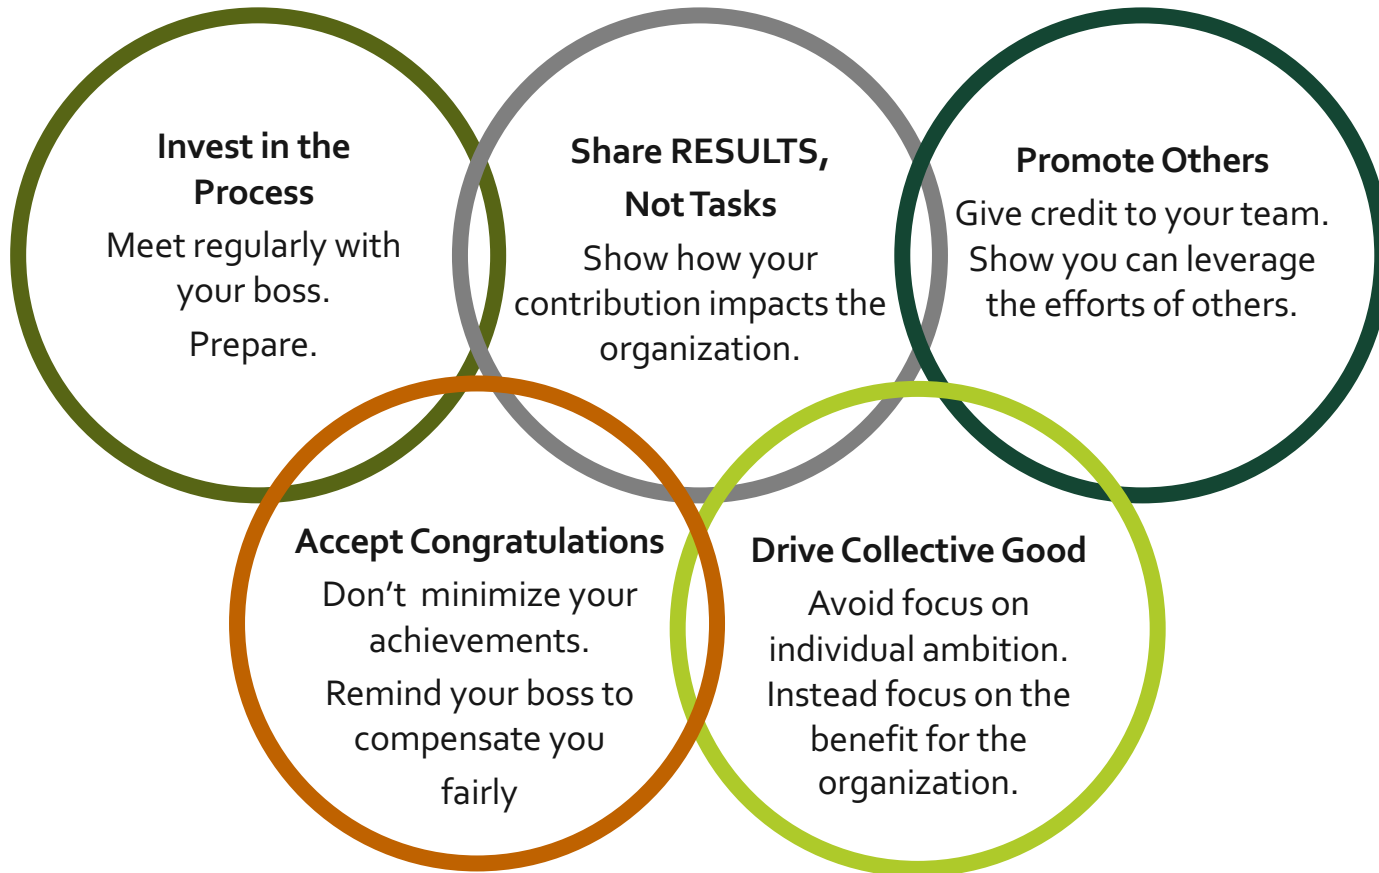 Invest in the
Process
Meet regularly with
your boss.
Prepare.
Share RESULTS,
Not Tasks
Show how your
contribution impacts the
organization.
Promote Others
Give credit to your team.
Show you can leverage
the efforts of others.
Accept Congratulations
Don’t  minimize your
achievements.
Remind your boss to
compensate you
fairly
Drive Collective Good
Avoid focus on
individual ambition.
Instead focus on the
benefit for the
organization.